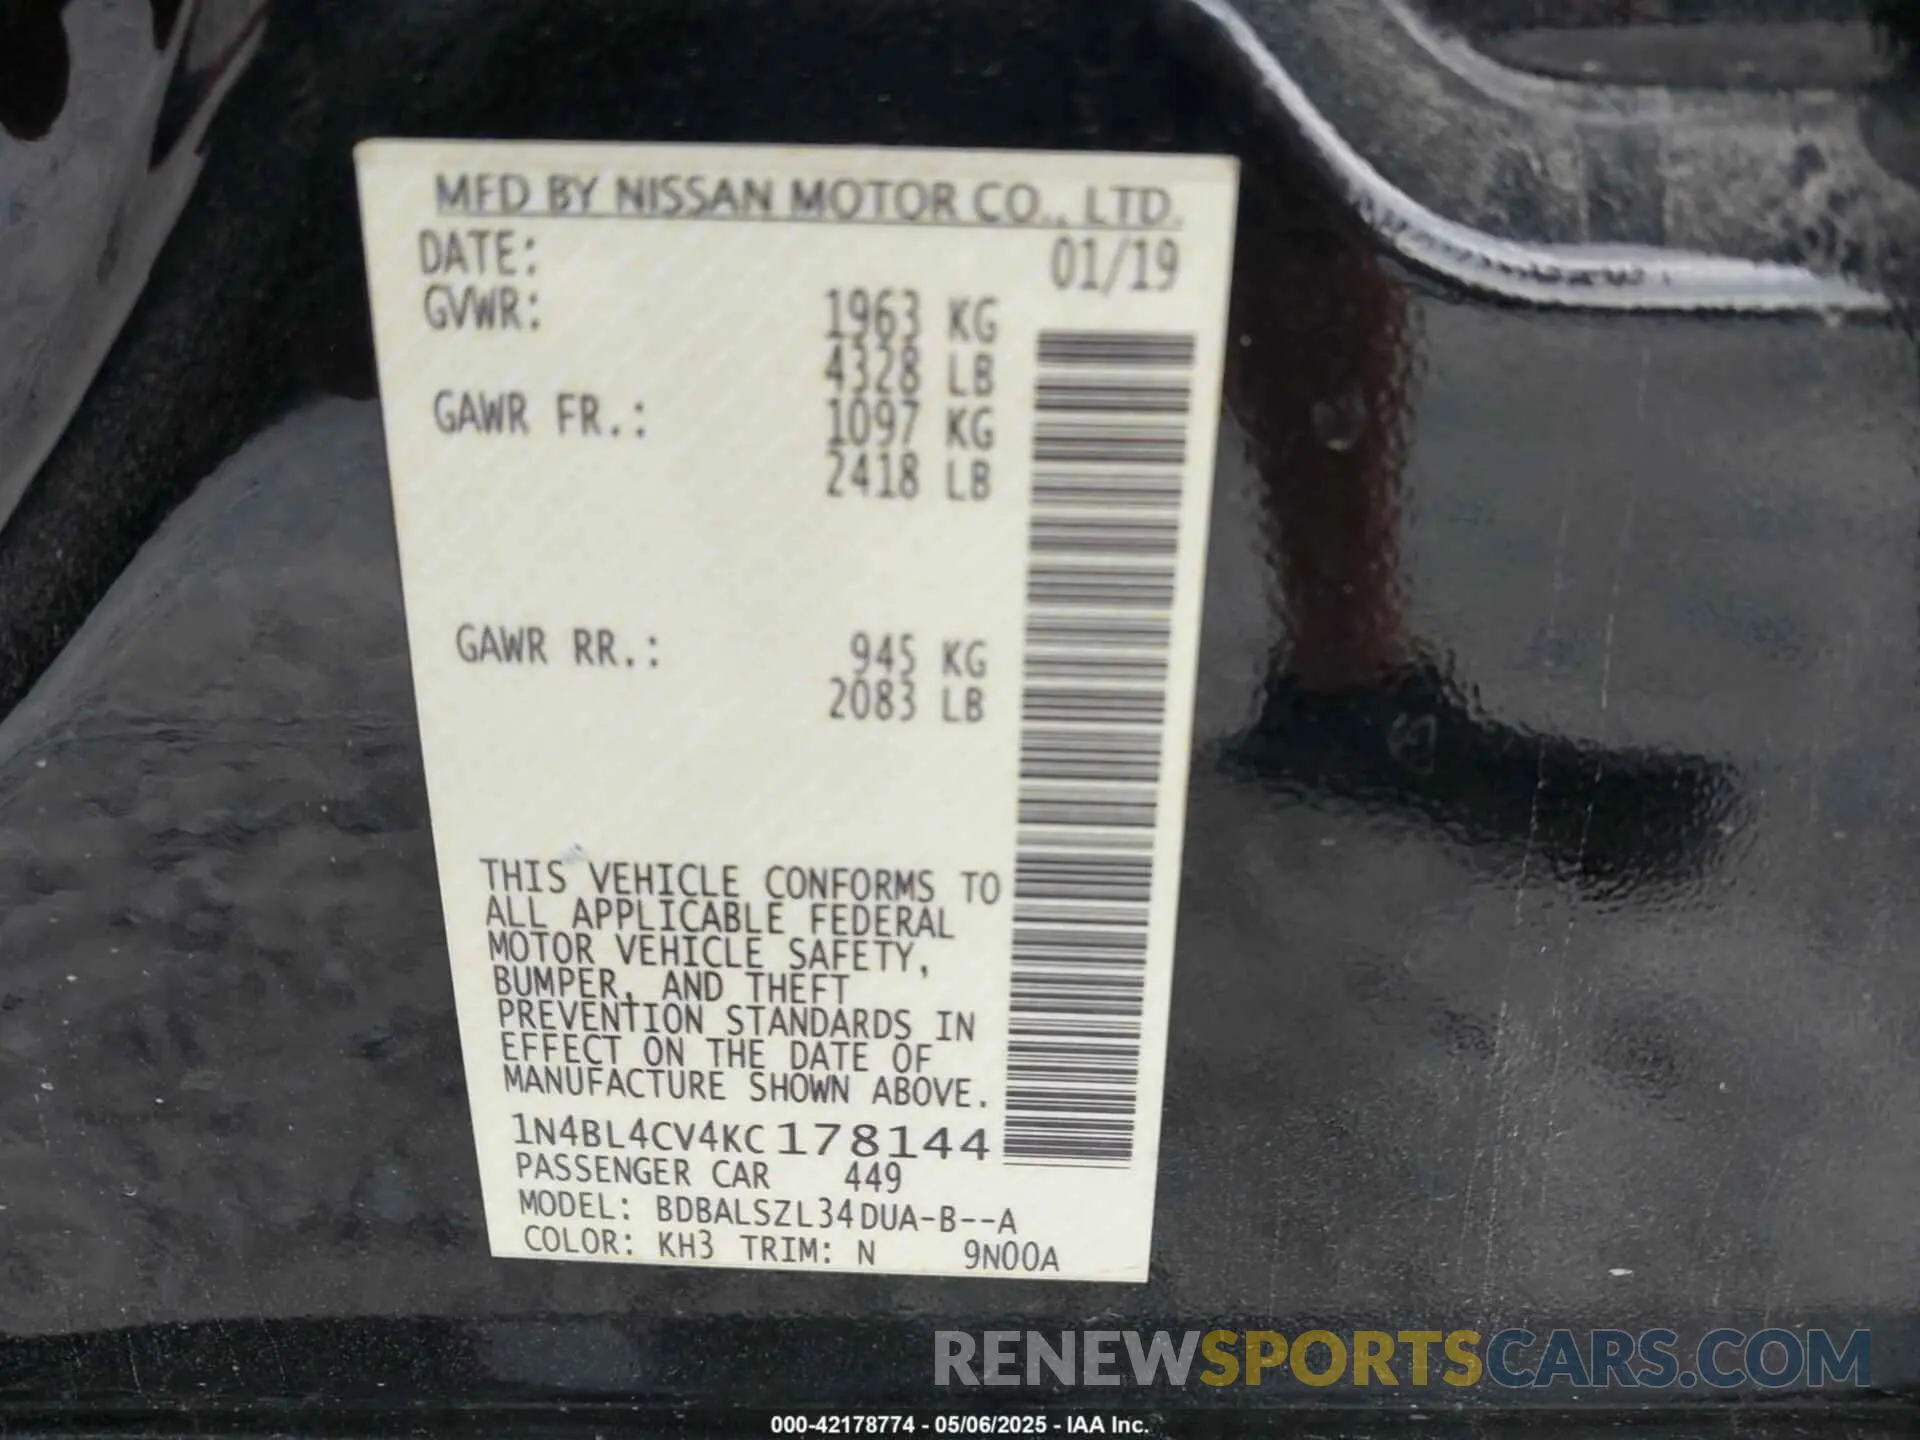 MFD BY NISSAN MOTOR CO., LTD.
DATE: 01/19
GVWR: 1963 KG
4328 LB
GAWR FR.: 1097 KG
2418 LB
GAWR RR.: 945 KG
2083 LB
THIS VEHICLE CONFORMS TO
ALL APPLICABLE FEDERAL
MOTOR VEHICLE SAFETY,
BUMPER, AND THEFT
PREVENTION STANDARDS IN
EFFECT ON THE DATE OF
MANUFACTURE SHOWN ABOVE.
1N4BL4CV4KC178144
PASSENGER CAR 449
MODEL: BDBALSZL34DUA-B--A
COLOR: KH3 TRIM: N 9N00A
RENEWSPORTSCARS.COM
000-42178774 - 05/06/2025 - IAA Inc.